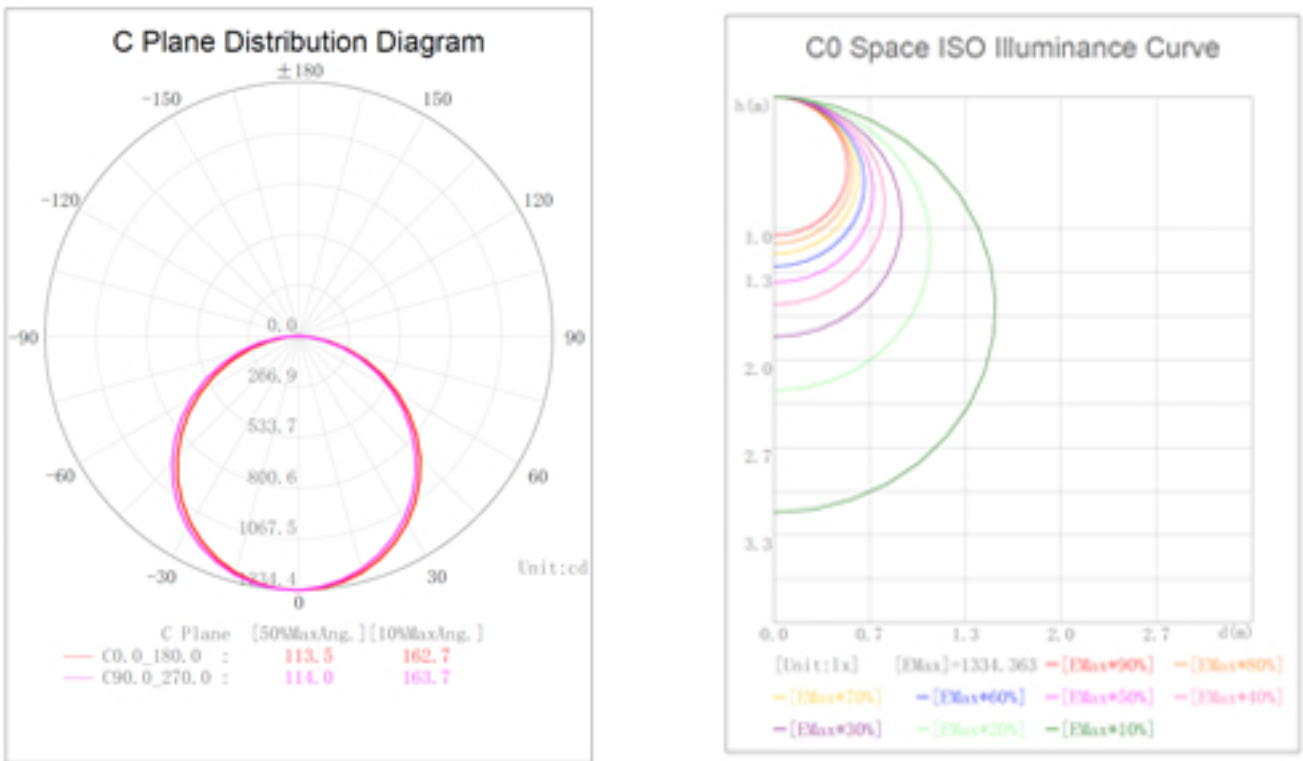 C Plane Distribution Diagram
±180
-150
150
-120
120
-90
90
0.0
266.9
533.7
-60
60
800.6
1067.5
-30
30
Unit:cd
1334.4
0
C Plane [50%MaxAng.][10%MaxAng.]
C0.0_180.0 : 113.5 162.7
C90.0_270.0 : 114.0 163.7
C0 Space ISO Illuminance Curve
h(m)
1.0
1.3
2.0
2.7
3.3
0.0 0.7 1.3 2.0 2.7 d(m)
[Unit:lx] [EMax]=1334.363 [EMax*90%] [EMax*80%]
[EMax*70%] [EMax*60%] [EMax*50%] [EMax*40%]
[EMax*30%] [EMax*20%] [EMax*10%]